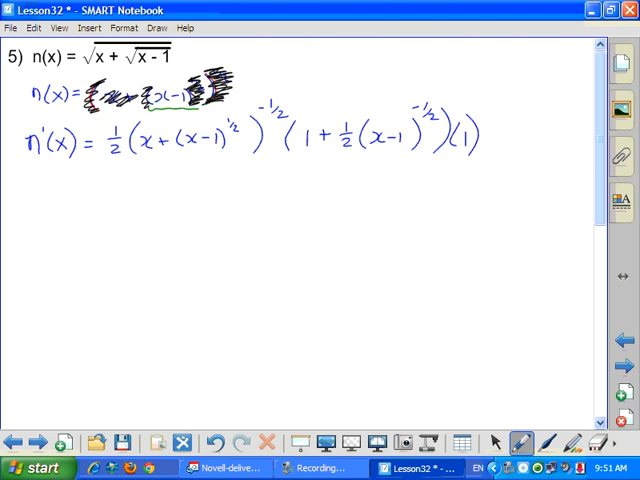 Lesson32 * - SMART Notebook
File Edit View Insert Format Draw Help
5) n(x) = √(x + √(x - 1))
n(x) = x-1
n'(x) = 1/2 (x + (x-1)^1/2)^-1/2 (1 + 1/2 (x-1)^-1/2)(1)
start
Novell-delive...
Recording...
Lesson32 * - ...
EN
9:51 AM